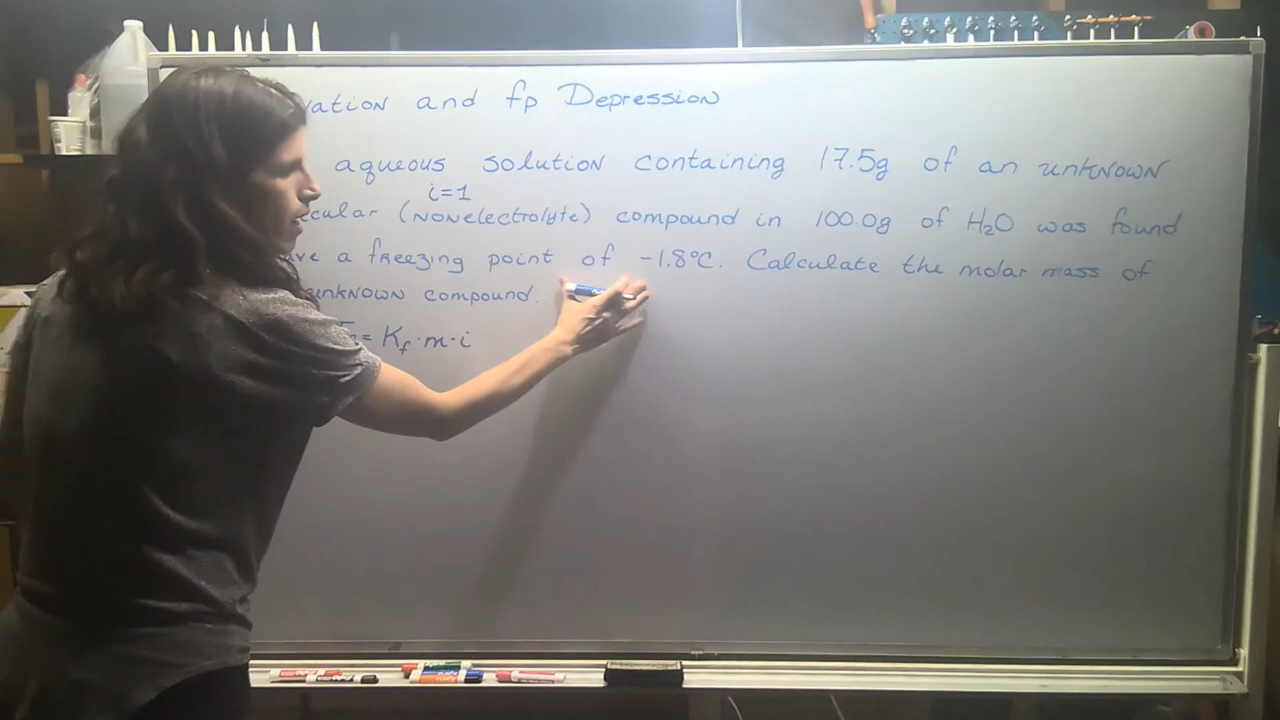 vation and fp Depression
aqueous solution containing 17.5g of an unknown
i=1
cular (nonelectrolyte) compound in 100.0g of H₂O was found
ve a freezing point of -1.8°C. Calculate the molar mass of
unknown compound.
= K_f·m·i